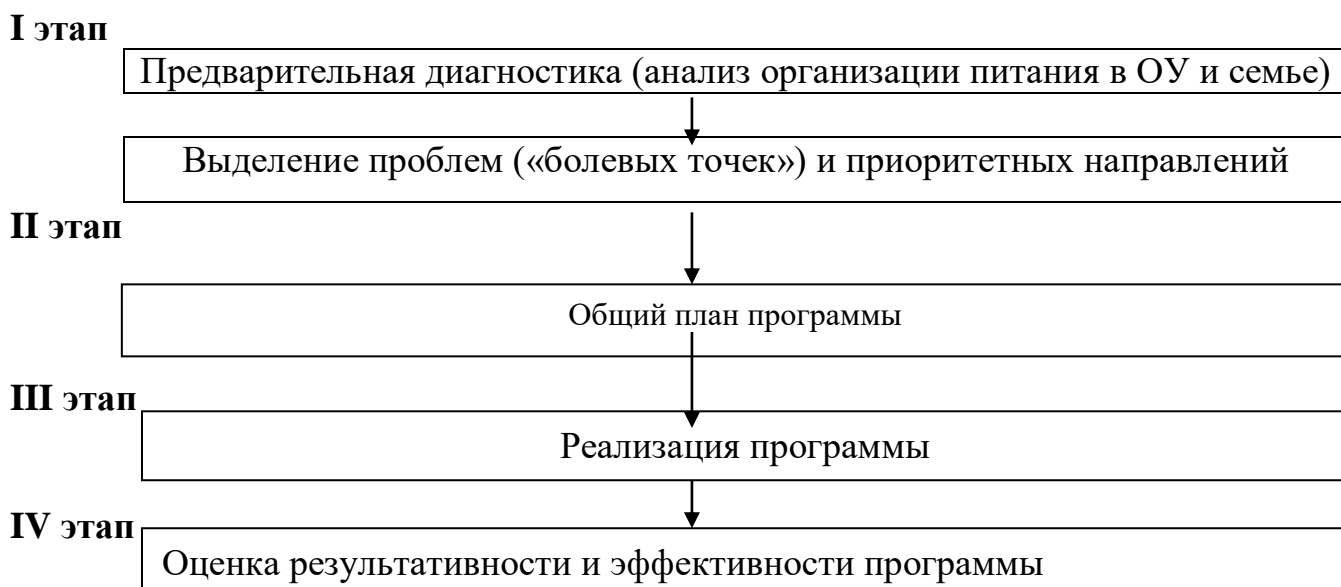 I этап
Предварительная диагностика (анализ организации питания в ОУ и семье)
Выделение проблем («болевых точек») и приоритетных направлений
II этап
Общий план программы
III этап
Реализация программы
IV этап
Оценка результативности и эффективности программы